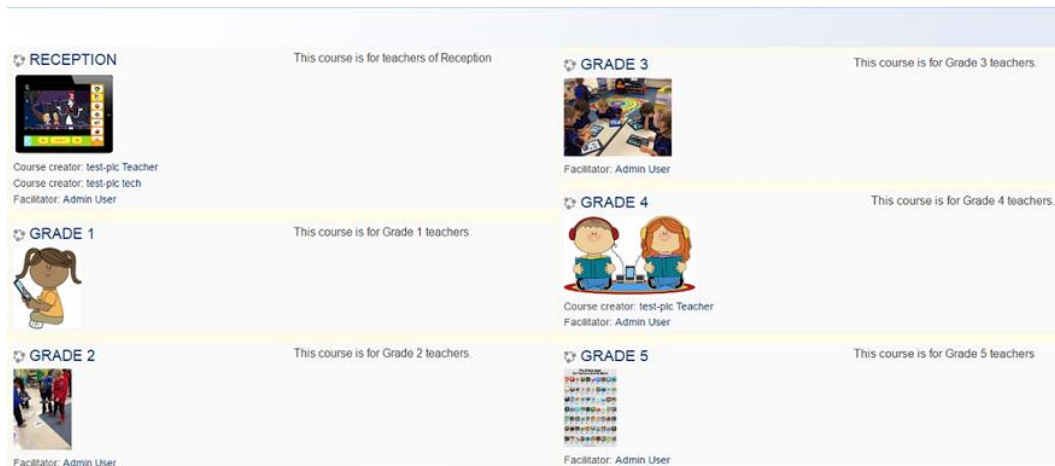 RECEPTION
This course is for teachers of Reception
Course creator: test-plc Teacher
Course creator: test-plc tech
Facilitator: Admin User
GRADE 1
This course is for Grade 1 teachers.
GRADE 2
This course is for Grade 2 teachers.
Facilitator: Admin User
GRADE 3
This course is for Grade 3 teachers.
Facilitator: Admin User
GRADE 4
This course is for Grade 4 teachers.
Course creator: test-plc Teacher
Facilitator: Admin User
GRADE 5
This course is for Grade 5 teachers
Facilitator: Admin User